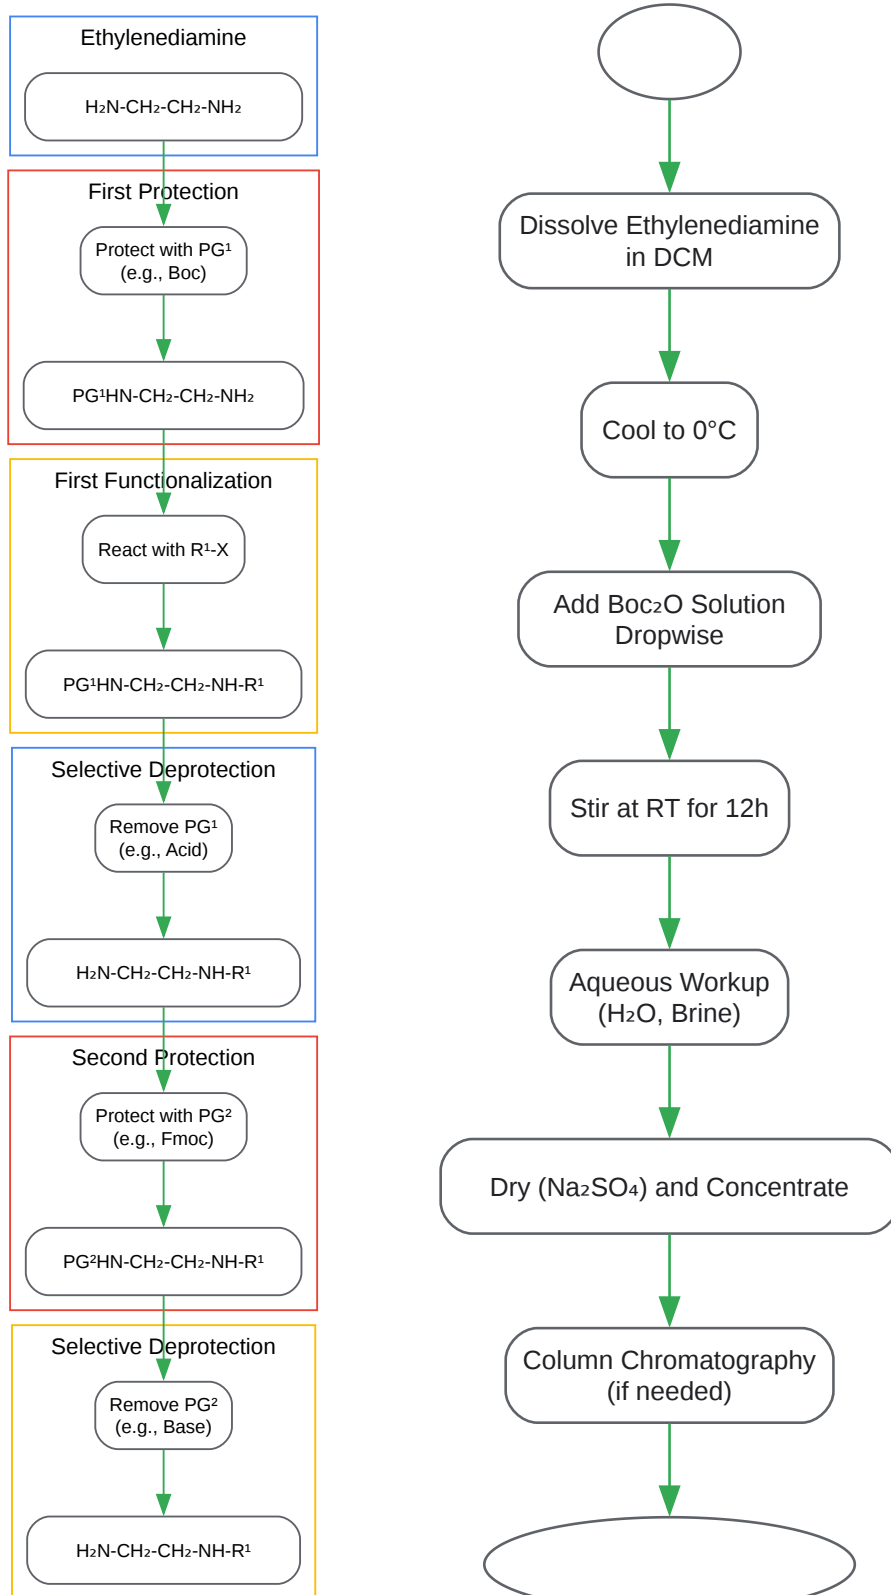 Ethylenediamine
H₂N-CH₂-CH₂-NH₂
First Protection
Protect with PG¹
(e.g., Boc)
PG¹HN-CH₂-CH₂-NH₂
First Functionalization
React with R¹-X
PG¹HN-CH₂-CH₂-NH-R¹
Selective Deprotection
Remove PG¹
(e.g., Acid)
H₂N-CH₂-CH₂-NH-R¹
Second Protection
Protect with PG²
(e.g., Fmoc)
PG²HN-CH₂-CH₂-NH-R¹
Selective Deprotection
Remove PG²
(e.g., Base)
H₂N-CH₂-CH₂-NH-R¹
Dissolve Ethylenediamine
in DCM
Cool to 0°C
Add Boc₂O Solution
Dropwise
Stir at RT for 12h
Aqueous Workup
(H₂O, Brine)
Dry (Na₂SO₄) and Concentrate
Column Chromatography
(if needed)